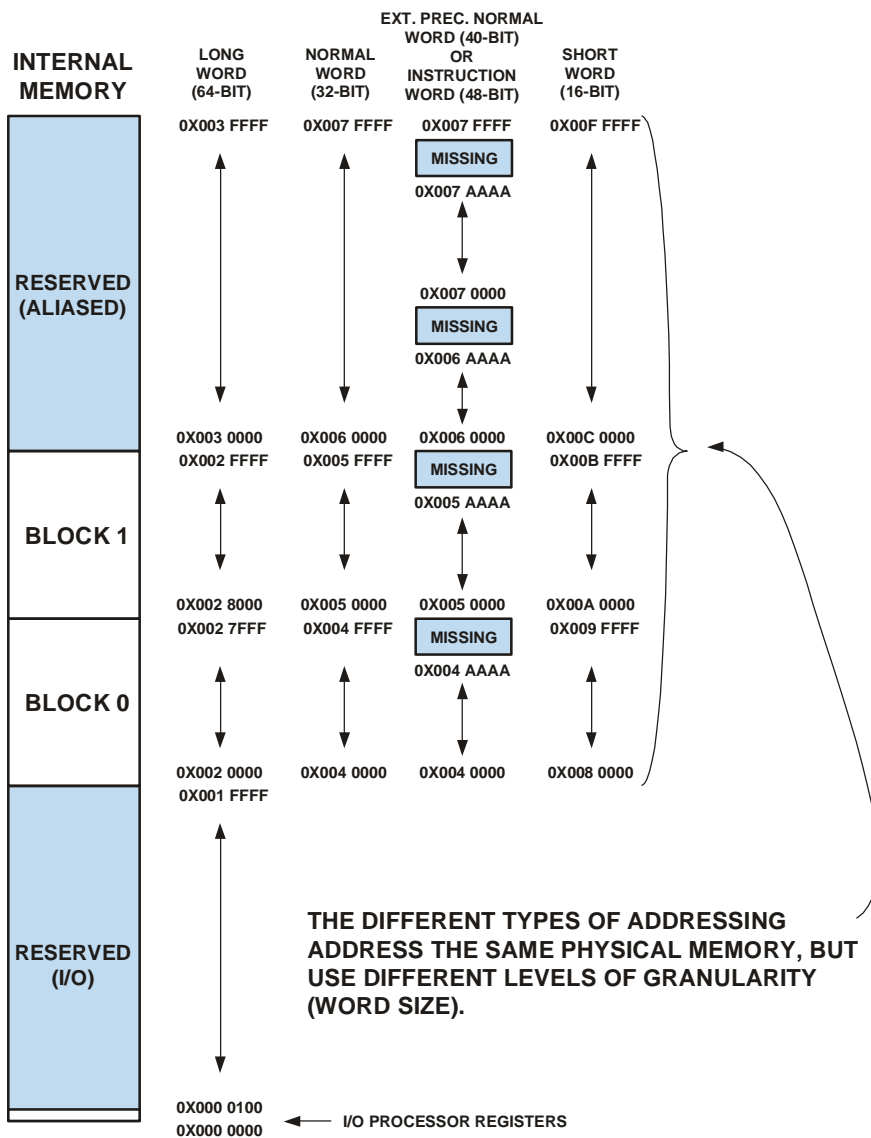 EXT. PREC. NORMAL
WORD (40-BIT)
OR
INSTRUCTION
WORD (48-BIT)
LONG
WORD
(64-BIT)
NORMAL
WORD
(32-BIT)
SHORT
WORD
(16-BIT)
INTERNAL
MEMORY
0X003 FFFF 0X007 FFFF 0X007 FFFF 0X00F FFFF
MISSING
0X007 AAAA
RESERVED
(ALIASED)
0X007 0000
MISSING
0X006 AAAA
0X003 0000 0X006 0000 0X006 0000 0X00C 0000
0X002 FFFF 0X005 FFFF MISSING 0X00B FFFF
0X005 AAAA
BLOCK 1
0X002 8000 0X005 0000 0X005 0000 0X00A 0000
0X002 7FFF 0X004 FFFF MISSING 0X009 FFFF
0X004 AAAA
BLOCK 0
0X002 0000 0X004 0000 0X004 0000 0X008 0000
0X001 FFFF
RESERVED
(I/O)
THE DIFFERENT TYPES OF ADDRESSING
ADDRESS THE SAME PHYSICAL MEMORY, BUT
USE DIFFERENT LEVELS OF GRANULARITY
(WORD SIZE).
0X000 0100
0X000 0000
I/O PROCESSOR REGISTERS